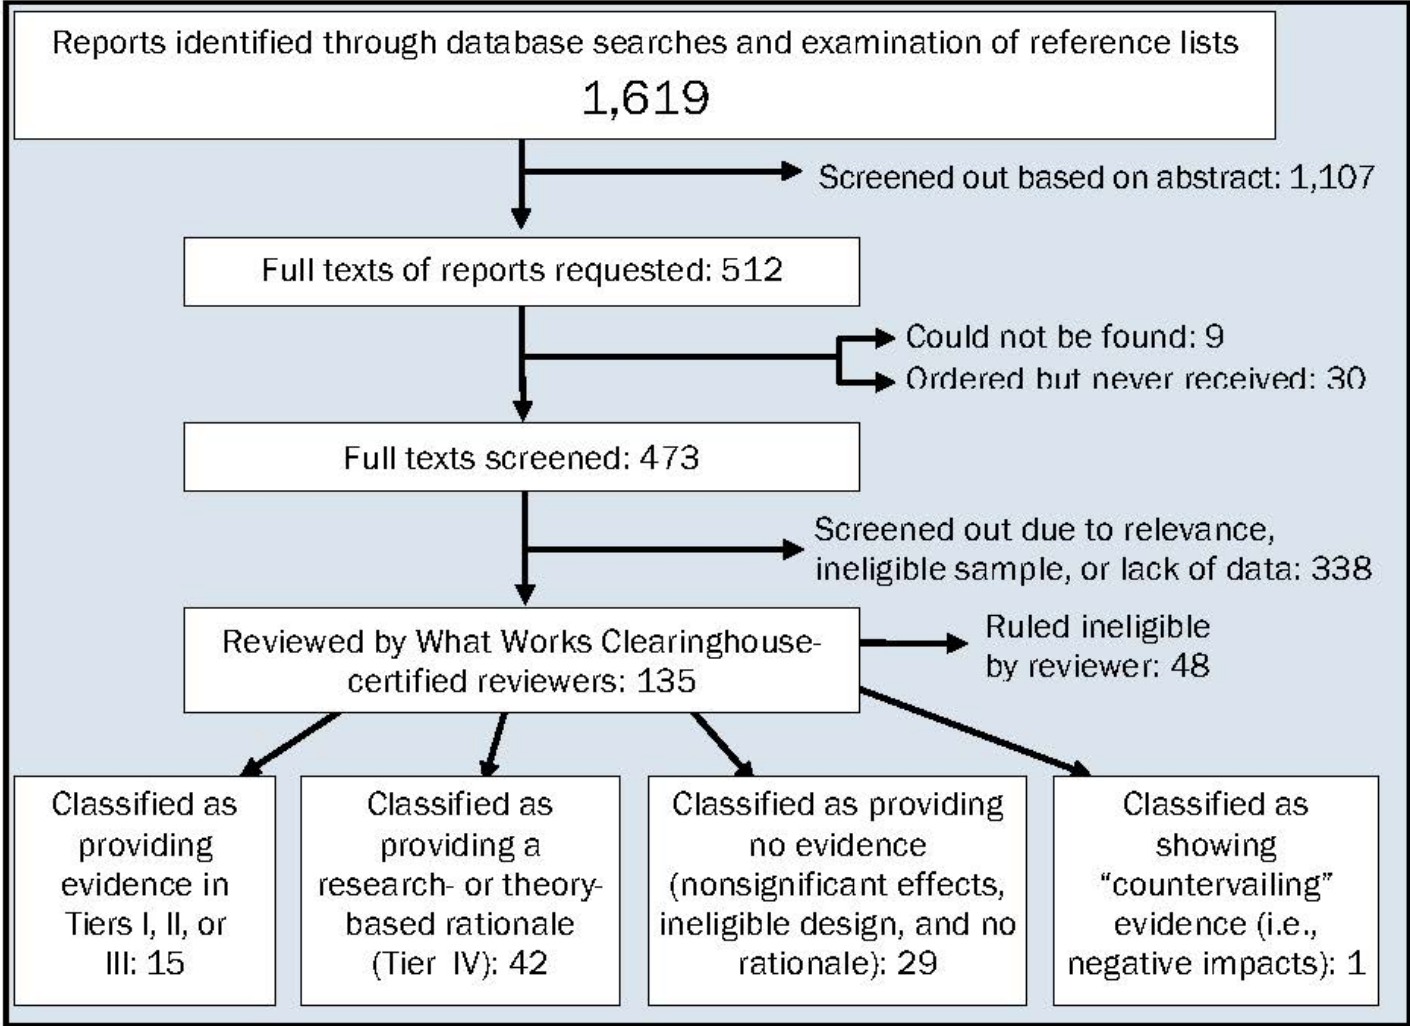 Reports identified through database searches and examination of reference lists
1,619
Screened out based on abstract: 1,107
Full texts of reports requested: 512
Could not be found: 9
Ordered but never received: 30
Full texts screened: 473
Screened out due to relevance,
ineligible sample, or lack of data: 338
Reviewed by What Works Clearinghouse-
certified reviewers: 135
Ruled ineligible
by reviewer: 48
Classified as
providing
evidence in
Tiers I, II, or
III: 15
Classified as
providing a
research- or theory-
based rationale
(Tier IV): 42
Classified as providing
no evidence
(nonsignificant effects,
ineligible design, and no
rationale): 29
Classified as
showing
“countervailing”
evidence (i.e.,
negative impacts): 1